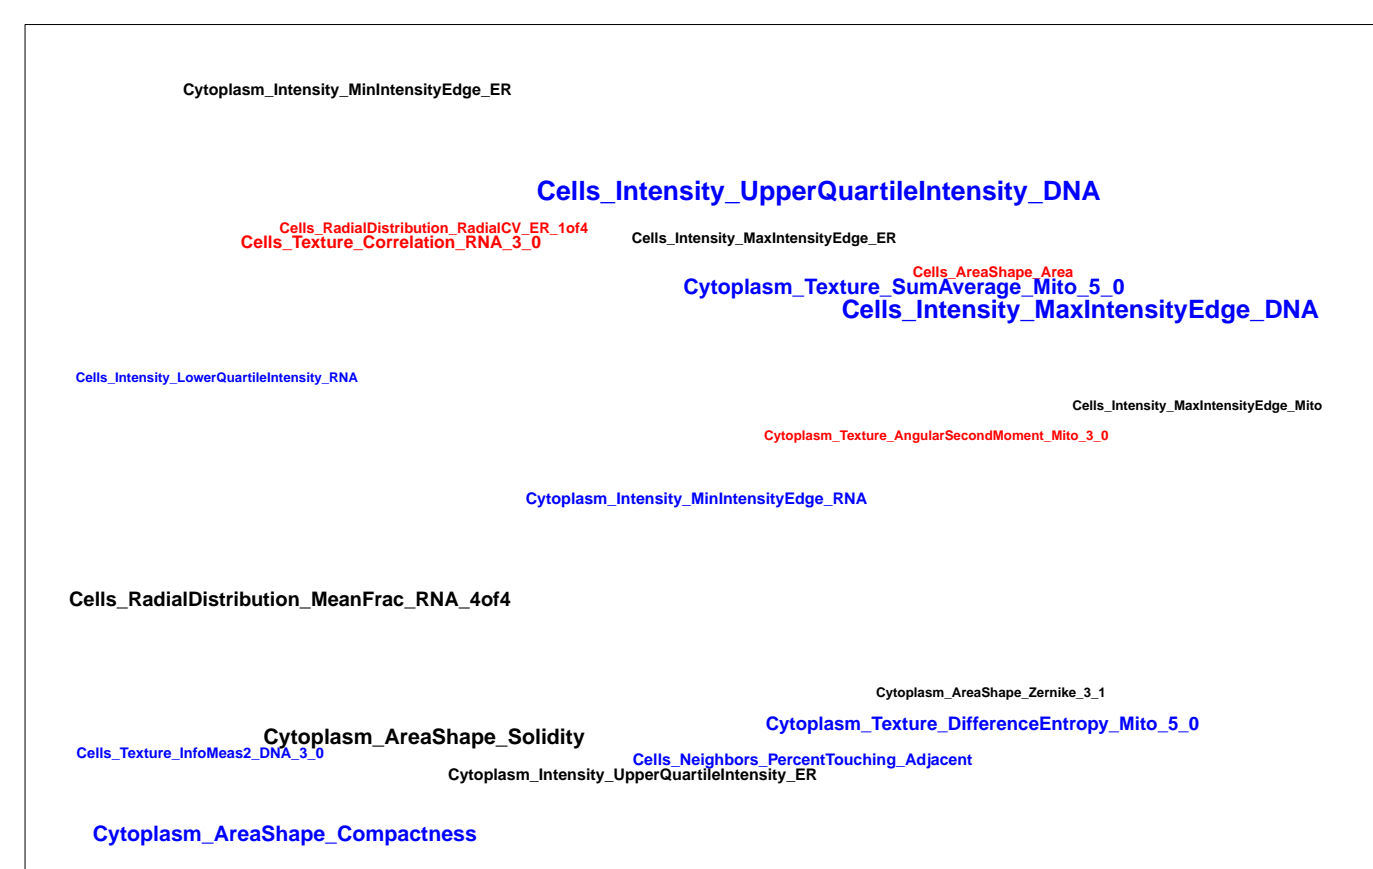 Cytoplasm_Intensity_MinIntensityEdge_ER
Cells_Intensity_UpperQuartileIntensity_DNA
Cells_RadialDistribution_RadialCV_ER_1of4
Cells_Intensity_MaxIntensityEdge_ER
Cells_Texture_Correlation_RNA_3_0
Cells_AreaShape_Area
Cytoplasm_Texture_SumAverage_Mito_5_0
Cells_Intensity_MaxIntensityEdge_DNA
Cells_Intensity_LowerQuartileIntensity_RNA
Cells_Intensity_MaxIntensityEdge_Mito
Cytoplasm_Texture_AngularSecondMoment_Mito_3_0
Cytoplasm_Intensity_MinIntensityEdge_RNA
Cells_RadialDistribution_MeanFrac_RNA_4of4
Cytoplasm_AreaShape_Zernike_3_1
Cytoplasm_Texture_DifferenceEntropy_Mito_5_0
Cytoplasm_AreaShape_Solidity
Cells_Texture_InfoMeas2_DNA_3_0
Cells_Neighbors_PercentTouching_Adjacent
Cytoplasm_Intensity_UpperQuartileIntensity_ER
Cytoplasm_AreaShape_Compactness